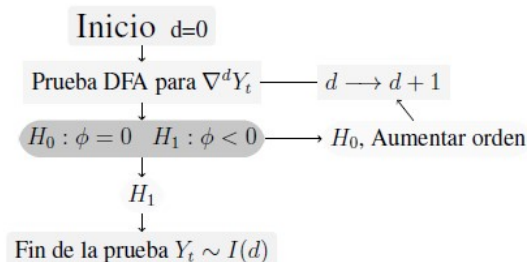 Inicio d=0
Prueba DFA para ∇^d Y_t
d ⟶ d + 1
H_0 : ϕ = 0 H_1 : ϕ < 0
H_0, Aumentar orden
H_1
Fin de la prueba Y_t ∼ I(d)